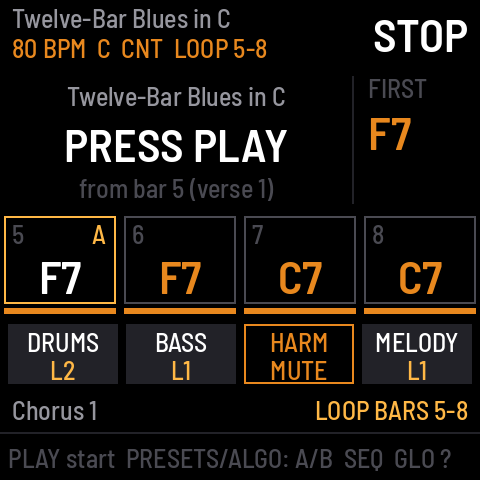 Twelve-Bar Blues in C
80 BPM C CNT LOOP 5-8
STOP
Twelve-Bar Blues in C
PRESS PLAY
from bar 5 (verse 1)
FIRST
F7
5 A
F7
6
F7
7
C7
8
C7
DRUMS
L2
BASS
L1
HARM
MUTE
MELODY
L1
Chorus 1
LOOP BARS 5-8
PLAY start PRESETS/ALGO: A/B SEQ GLO ?